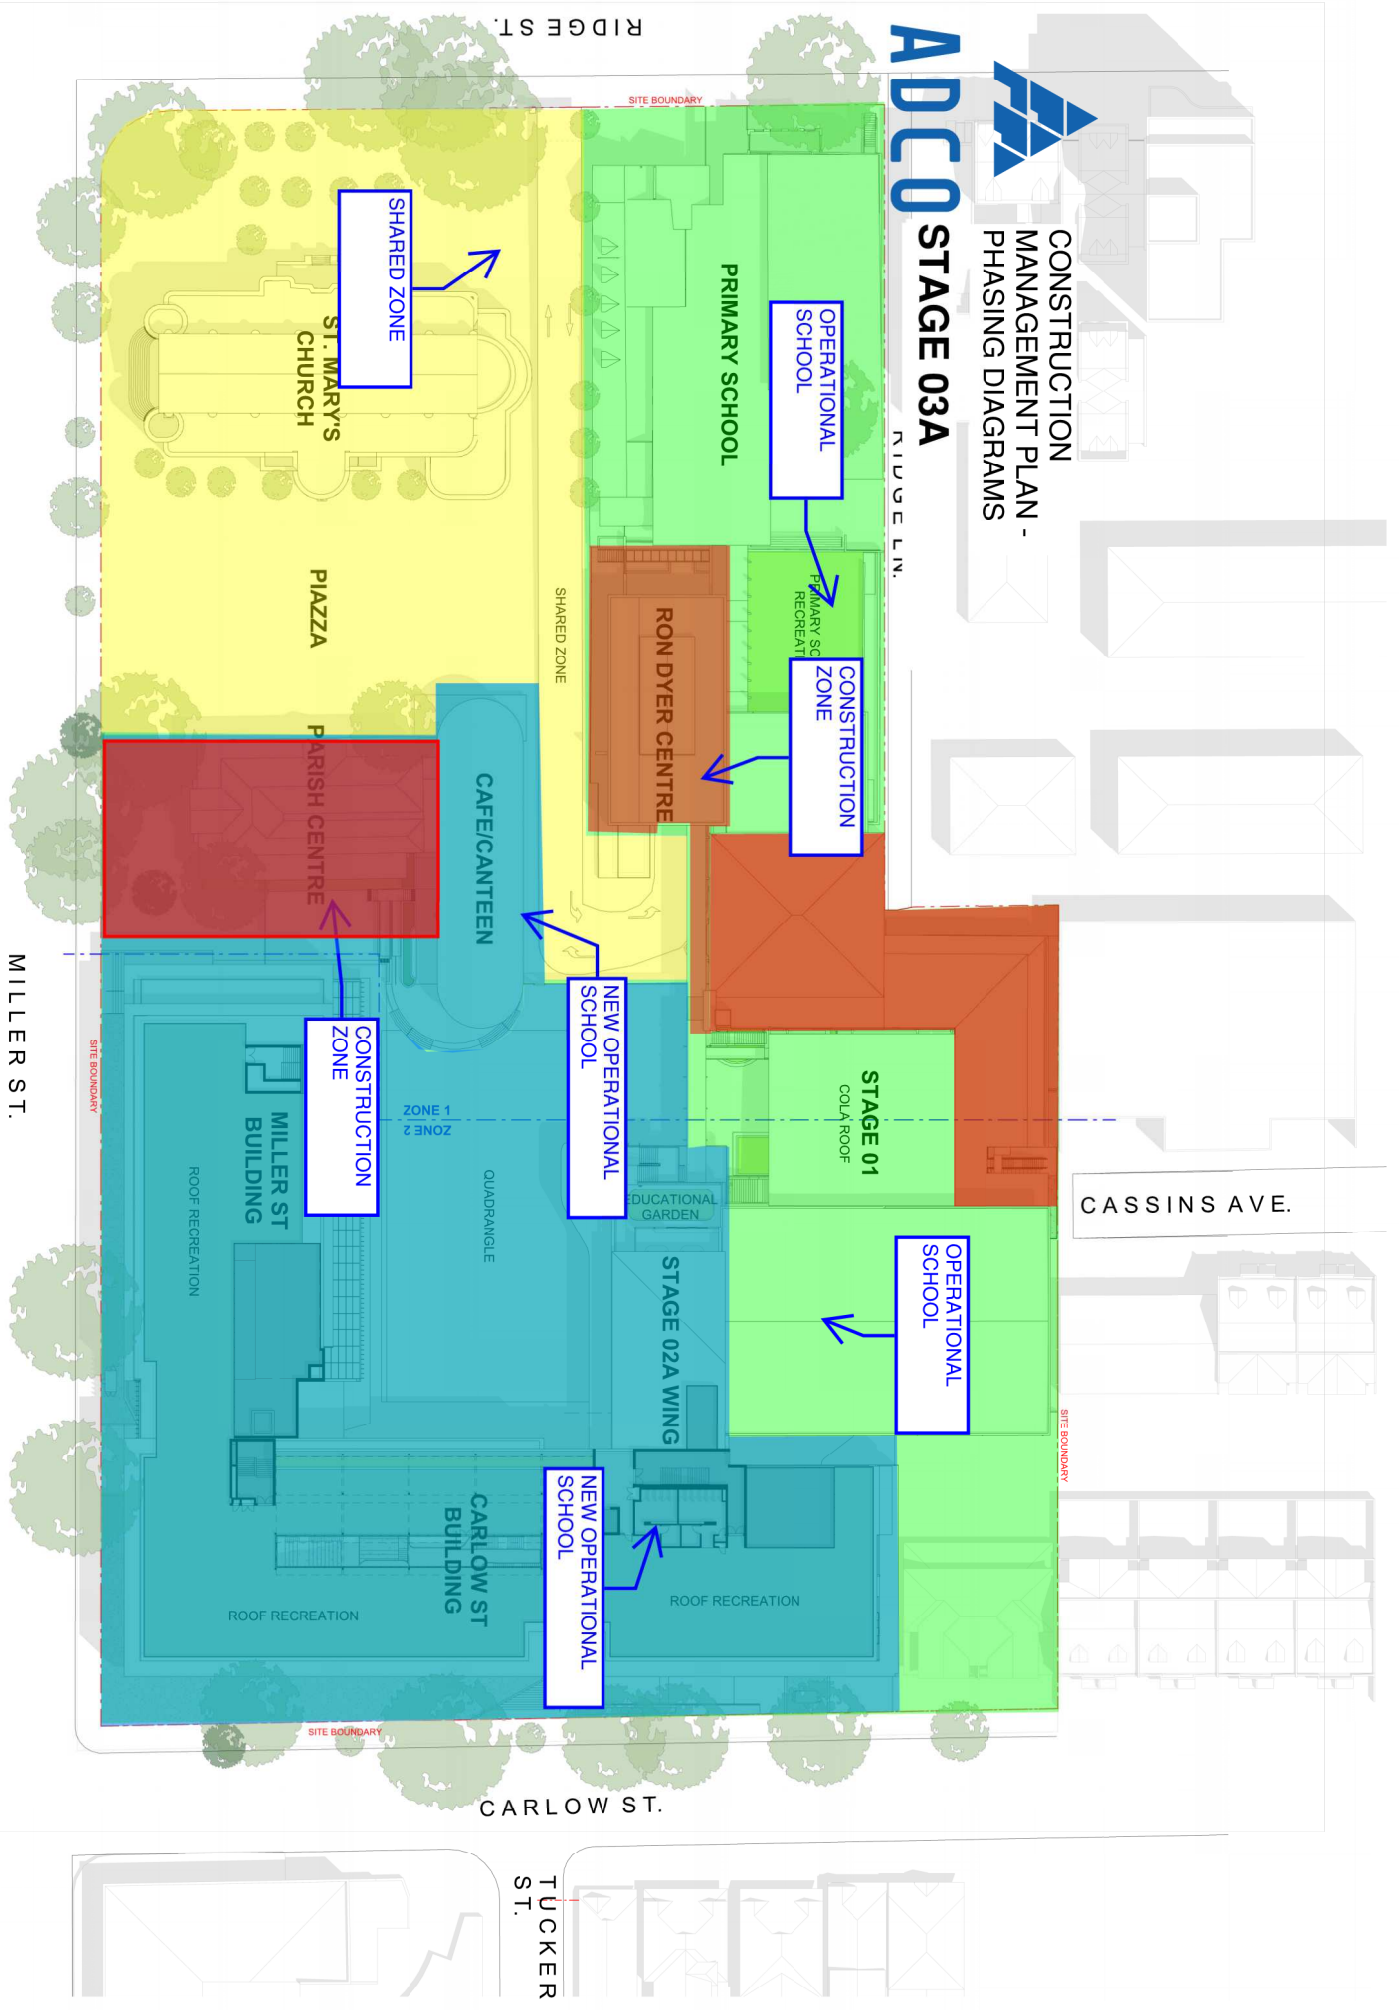 RIDGE ST.
ADCO
CONSTRUCTION
MANAGEMENT PLAN -
PHASING DIAGRAMS
STAGE 03A
SITE BOUNDARY
SHARED ZONE
ST. MARY'S
CHURCH
PRIMARY SCHOOL
OPERATIONAL
SCHOOL
RIDGE LN.
PIAZZA
SHARED ZONE
RON DYER CENTRE
PRIMARY SC
RECREATI
CONSTRUCTION
ZONE
PARISH CENTRE
CAFE/CANTEEN
NEW OPERATIONAL
SCHOOL
CONSTRUCTION
ZONE
MILLER ST.
SITE BOUNDARY
ZONE 1
ZONE 2
STAGE 01
COLA ROOF
CASSINS AVE.
MILLER ST
BUILDING
ROOF RECREATION
QUADRANGLE
EDUCATIONAL
GARDEN
STAGE 02A WING
OPERATIONAL
SCHOOL
SITE BOUNDARY
NEW OPERATIONAL
SCHOOL
CARLOW ST
BUILDING
ROOF RECREATION
ROOF RECREATION
SITE BOUNDARY
CARLOW ST.
TUCKER
ST.